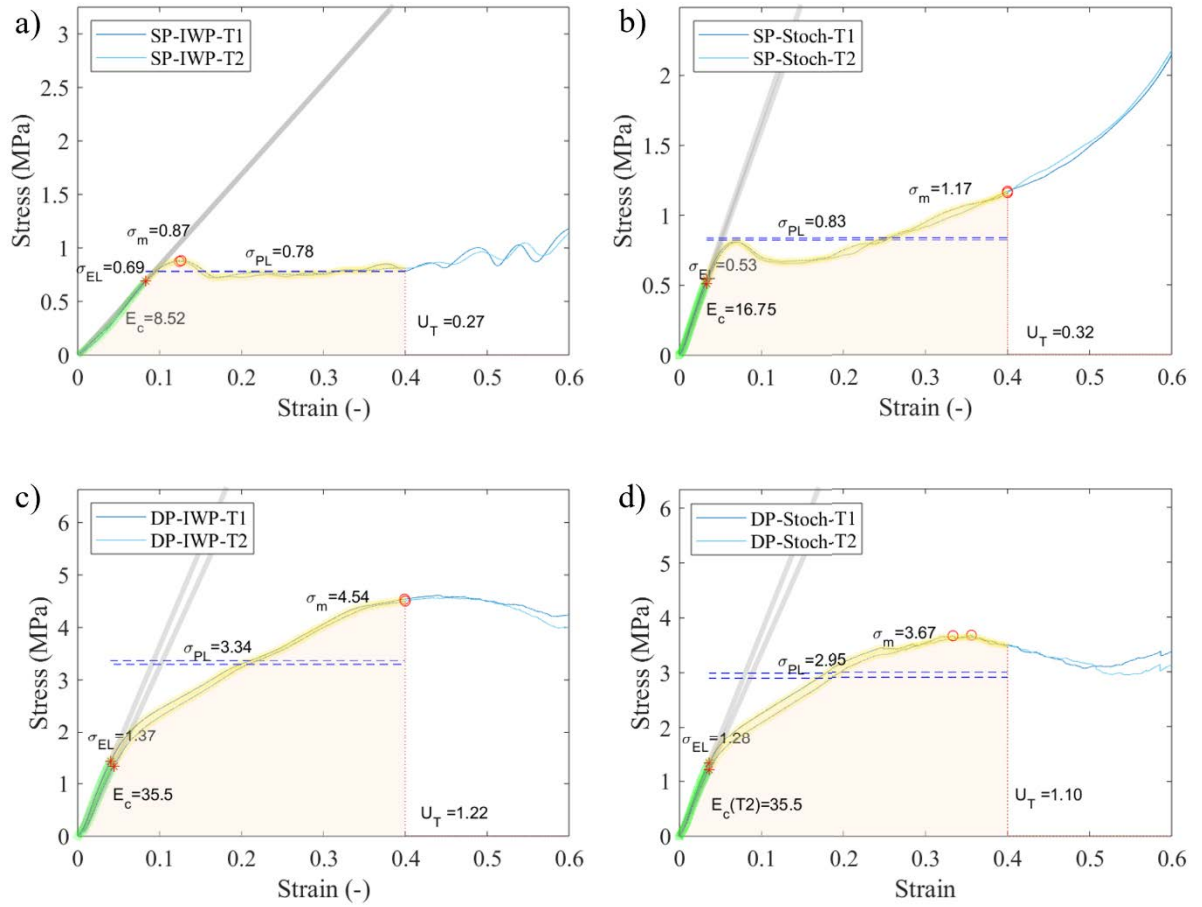 a)
SP-IWP-T1
SP-IWP-T2
3
2.5
2
1.5
1
0.5
0
Stress (MPa)
σm=0.87
σPL=0.78
σEL=0.69
Ec=8.52
UT=0.27
0 0.1 0.2 0.3 0.4 0.5 0.6
Strain (-)
b)
SP-Stoch-T1
SP-Stoch-T2
2
1.5
1
0.5
0
Stress (MPa)
σm=1.17
σPL=0.83
σEL=0.53
Ec=16.75
UT=0.32
0 0.1 0.2 0.3 0.4 0.5 0.6
Strain (-)
c)
DP-IWP-T1
DP-IWP-T2
6
5
4
3
2
1
0
Stress (MPa)
σm=4.54
σPL=3.34
σEL=1.37
Ec=35.5
UT=1.22
0 0.1 0.2 0.3 0.4 0.5 0.6
Strain (-)
d)
DP-Stoch-T1
DP-Stoch-T2
6
5
4
3
2
1
0
Stress (MPa)
σm=3.67
σPL=2.95
σEL=1.28
Ec(T2)=35.5
UT=1.10
0 0.1 0.2 0.3 0.4 0.5 0.6
Strain